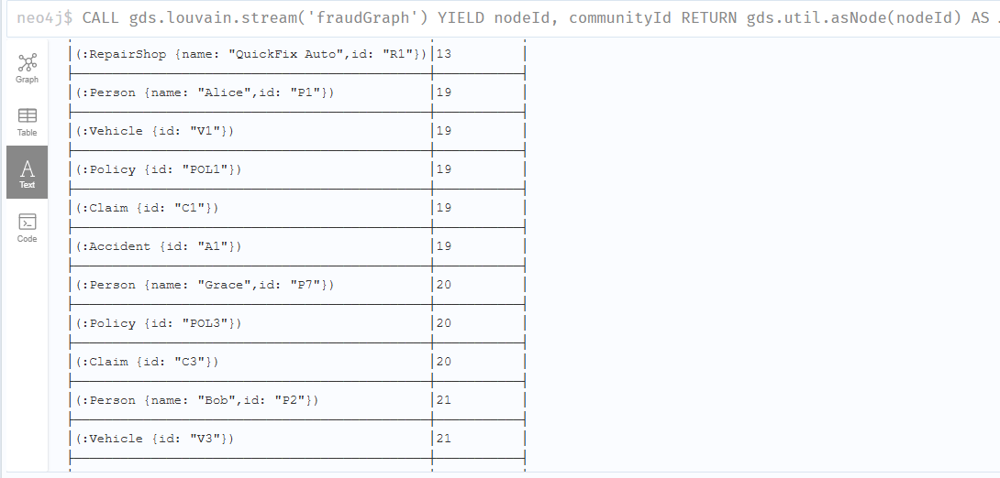 neo4j$ CALL gds.louvain.stream('fraudGraph') YIELD nodeId, communityId RETURN gds.util.asNode(nodeId) AS
Graph
Table
Text
Code
(:RepairShop {name: "QuickFix Auto",id: "R1"}) 13
(:Person {name: "Alice",id: "P1"}) 19
(:Vehicle {id: "V1"}) 19
(:Policy {id: "POL1"}) 19
(:Claim {id: "C1"}) 19
(:Accident {id: "A1"}) 19
(:Person {name: "Grace",id: "P7"}) 20
(:Policy {id: "POL3"}) 20
(:Claim {id: "C3"}) 20
(:Person {name: "Bob",id: "P2"}) 21
(:Vehicle {id: "V3"}) 21